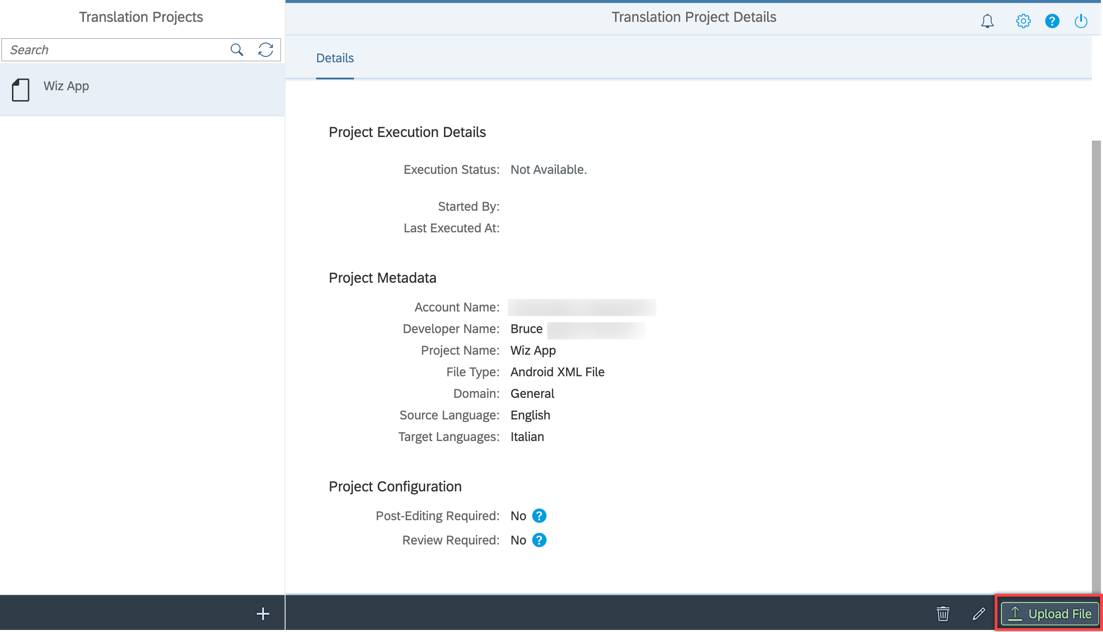 Translation Projects
Search
Wiz App
Translation Project Details
Details
Project Execution Details
Execution Status: Not Available.
Started By:
Last Executed At:
Project Metadata
Account Name:
Developer Name: Bruce
Project Name: Wiz App
File Type: Android XML File
Domain: General
Source Language: English
Target Languages: Italian
Project Configuration
Post-Editing Required: No ?
Review Required: No ?
Upload File